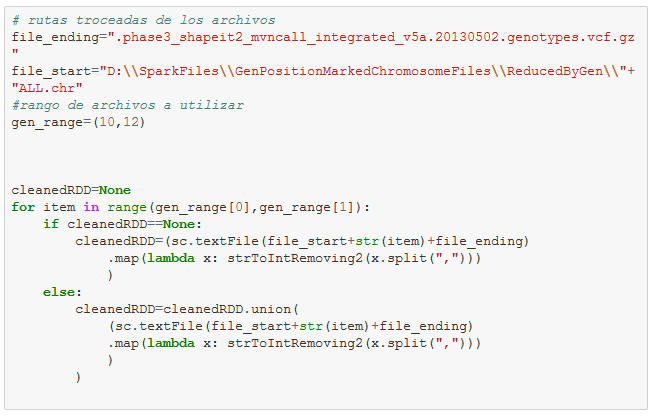 # rutas troceadas de los archivos
file_ending=".phase3_shapeit2_mvncall_integrated_v5a.20130502.genotypes.vcf.gz
"
file_start="D:\\SparkFiles\\GenPositionMarkedChromosomeFiles\\ReducedByGen\\"+
"ALL.chr"
#rango de archivos a utilizar
gen_range=(10,12)
cleanedRDD=None
for item in range(gen_range[0],gen_range[1]):
    if cleanedRDD==None:
        cleanedRDD=(sc.textFile(file_start+str(item)+file_ending)
            .map(lambda x: strToIntRemoving2(x.split(",")))
            )
    else:
        cleanedRDD=cleanedRDD.union(
            (sc.textFile(file_start+str(item)+file_ending)
            .map(lambda x: strToIntRemoving2(x.split(",")))
            )
        )